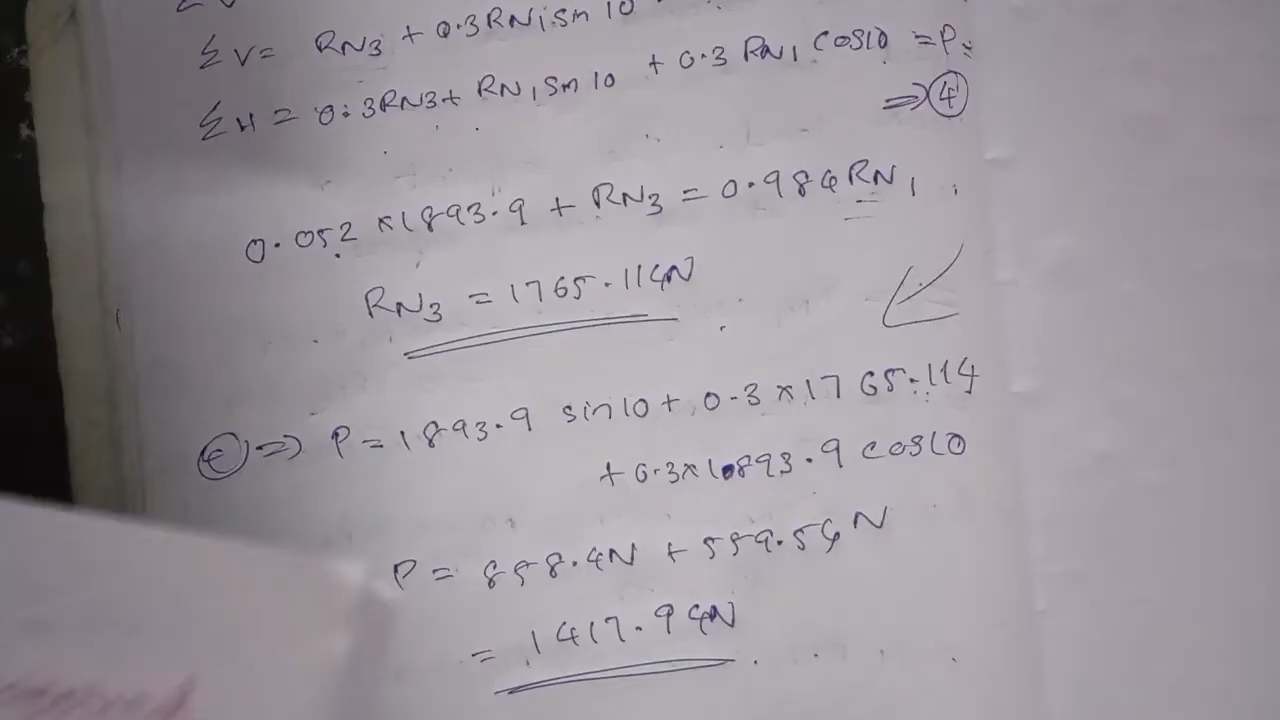 ΣV= RN3 + 0.3RN1 sin 10
ΣH = 0.3RN3+ RN1 sin 10 + 0.3 RN1 cos10 = P.
⇒ ④
0.052 ×1893.9 + RN3 = 0.984RN1
RN3 = 1765.114N
④⇒ P = 1893.9 sin10 + 0.3×1765.114
+ 0.3×1893.9 cos10
P = 858.4N + 559.54N
= 1417.94N